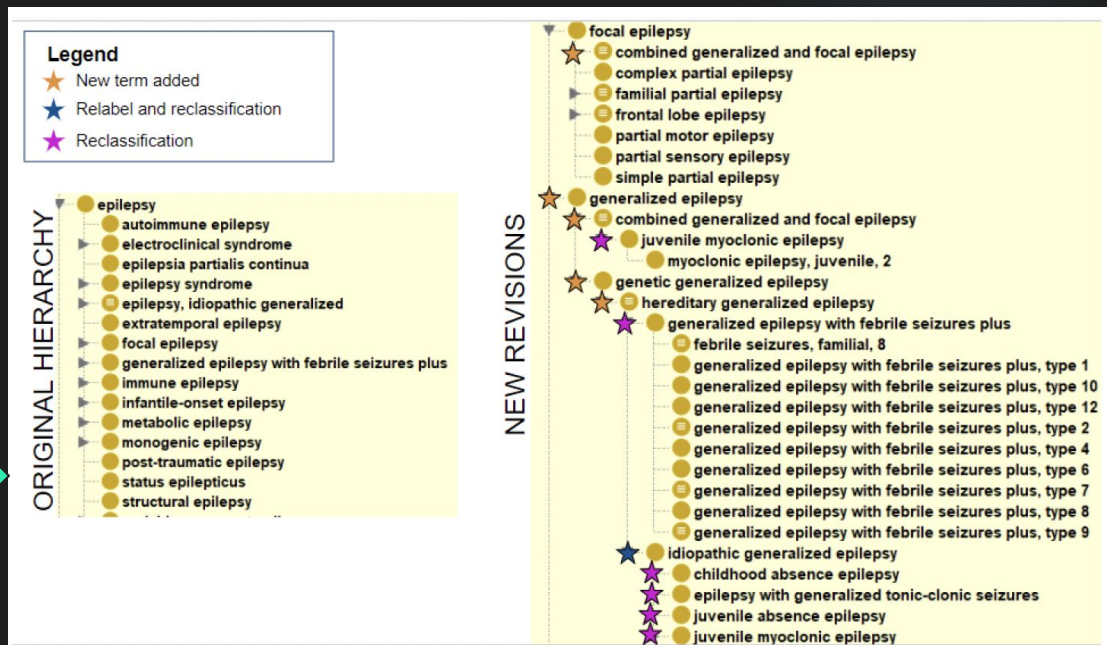 Legend
New term added
Relabel and reclassification
Reclassification
ORIGINAL HIERARCHY
epilepsy
autoimmune epilepsy
electroclinical syndrome
epilepsia partialis continua
epilepsy syndrome
epilepsy, idiopathic generalized
extratemporal epilepsy
focal epilepsy
generalized epilepsy with febrile seizures plus
immune epilepsy
infantile-onset epilepsy
metabolic epilepsy
monogenic epilepsy
post-traumatic epilepsy
status epilepticus
structural epilepsy
NEW REVISIONS
focal epilepsy
combined generalized and focal epilepsy
complex partial epilepsy
familial partial epilepsy
frontal lobe epilepsy
partial motor epilepsy
partial sensory epilepsy
simple partial epilepsy
generalized epilepsy
combined generalized and focal epilepsy
juvenile myoclonic epilepsy
myoclonic epilepsy, juvenile, 2
genetic generalized epilepsy
hereditary generalized epilepsy
generalized epilepsy with febrile seizures plus
febrile seizures, familial, 8
generalized epilepsy with febrile seizures plus, type 1
generalized epilepsy with febrile seizures plus, type 10
generalized epilepsy with febrile seizures plus, type 12
generalized epilepsy with febrile seizures plus, type 2
generalized epilepsy with febrile seizures plus, type 4
generalized epilepsy with febrile seizures plus, type 6
generalized epilepsy with febrile seizures plus, type 7
generalized epilepsy with febrile seizures plus, type 8
generalized epilepsy with febrile seizures plus, type 9
idiopathic generalized epilepsy
childhood absence epilepsy
epilepsy with generalized tonic-clonic seizures
juvenile absence epilepsy
juvenile myoclonic epilepsy